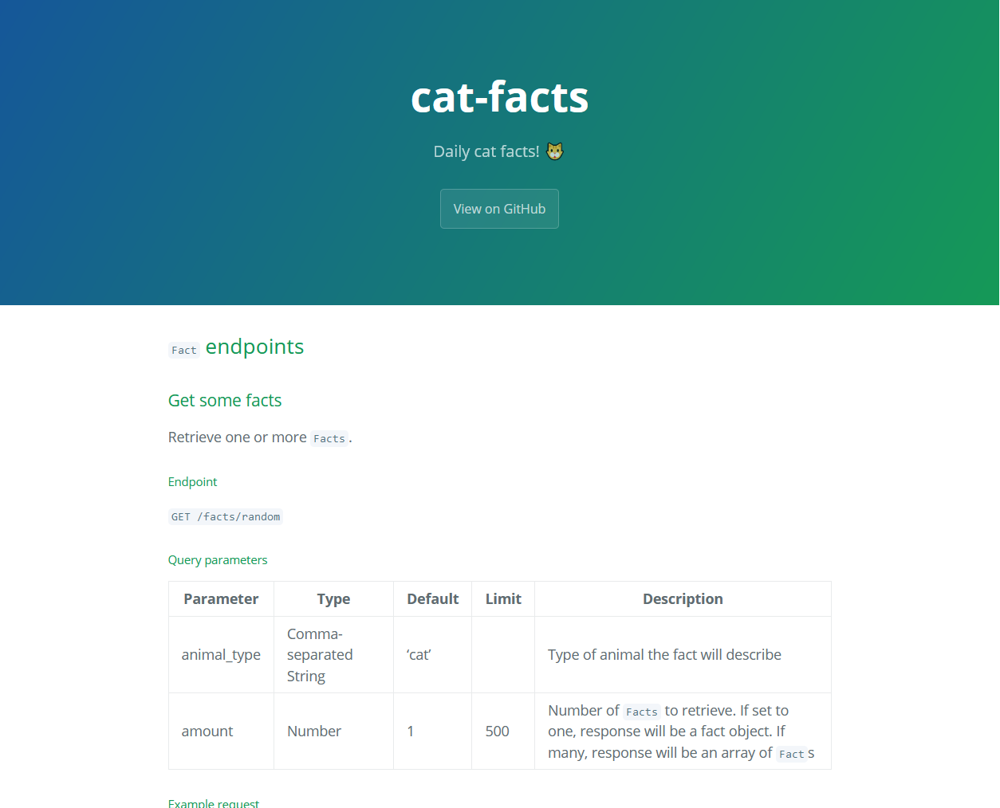 cat-facts
Daily cat facts! 🐱
View on GitHub
Fact endpoints
Get some facts
Retrieve one or more Facts.
Endpoint
GET /facts/random
Query parameters
Parameter Type Default Limit Description
animal_type Comma-separated String ‘cat’ Type of animal the fact will describe
amount Number 1 500 Number of Facts to retrieve. If set to one, response will be a fact object. If many, response will be an array of Fact s
Example request